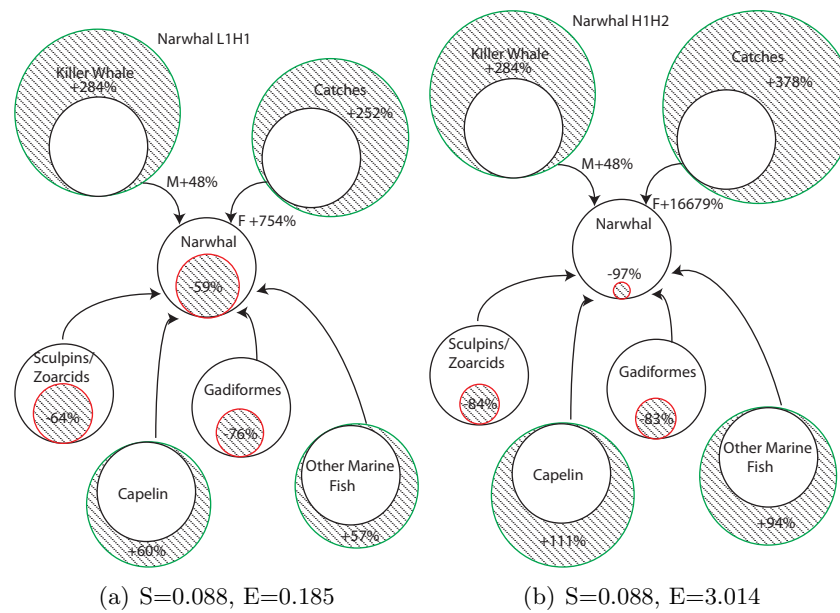 Narwhal L1H1
Killer Whale
+284%
Catches
+252%
M+48%
F +754%
Narwhal
-59%
Sculpins/
Zoarcids
-64%
Gadiformes
-76%
Capelin
+60%
Other Marine
Fish
+57%
(a) S=0.088, E=0.185
Narwhal H1H2
Killer Whale
+284%
Catches
+378%
M+48%
F+16679%
Narwhal
-97%
Sculpins/
Zoarcids
-84%
Gadiformes
-83%
Capelin
+111%
Other Marine
Fish
+94%
(b) S=0.088, E=3.014